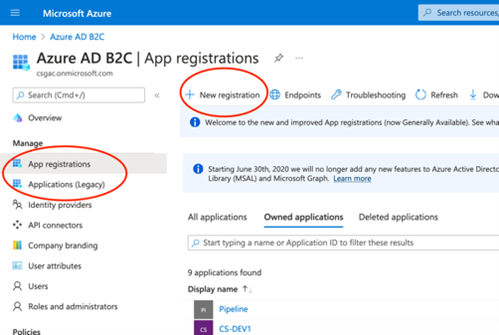 Microsoft Azure
Search resources,
Home > Azure AD B2C
Azure AD B2C | App registrations
csgac.onmicrosoft.com
Search (Cmd+/)
«
New registration
Endpoints
Troubleshooting
Refresh
Dow
Overview
Welcome to the new and improved App registrations (now Generally Available). See wha
Manage
App registrations
Applications (Legacy)
Identity providers
API connectors
Company branding
User attributes
Users
Roles and administrators
Policies
Starting June 30th, 2020 we will no longer add any new features to Azure Active Direc
Library (MSAL) and Microsoft Graph. Learn more
All applications
Owned applications
Deleted applications
Start typing a name or Application ID to filter these results
9 applications found
Display name ↑↓
PI
Pipeline
CS
CS-DEV1